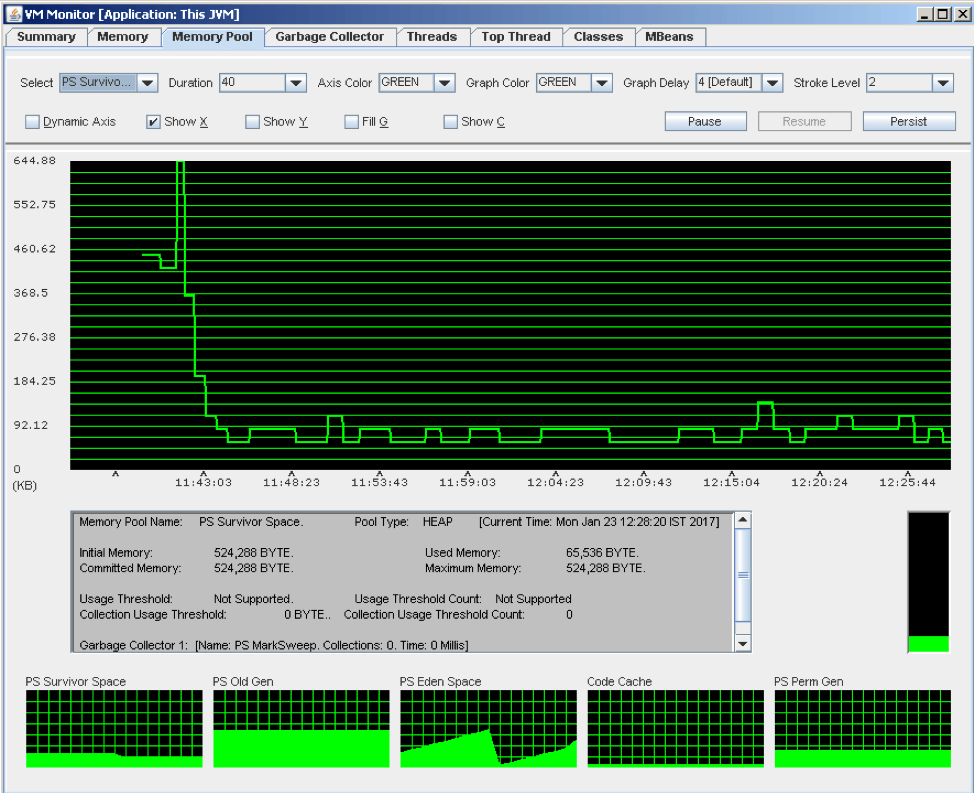 VM Monitor [Application: This JVM]
Summary Memory Memory Pool Garbage Collector Threads Top Thread Classes MBeans
Select PS Survivo... Duration 40 Axis Color GREEN Graph Color GREEN Graph Delay 4 [Default] Stroke Level 2
Dynamic Axis Show X Show Y Fill G Show C Pause Resume Persist
644.88
552.75
460.62
368.5
276.38
184.25
92.12
0
(KB)
11:43:03 11:48:23 11:53:43 11:59:03 12:04:23 12:09:43 12:15:04 12:20:24 12:25:44
Memory Pool Name: PS Survivor Space. Pool Type: HEAP [Current Time: Mon Jan 23 12:28:20 IST 2017]
Initial Memory: 524,288 BYTE. Used Memory: 65,536 BYTE.
Committed Memory: 524,288 BYTE. Maximum Memory: 524,288 BYTE.
Usage Threshold: Not Supported. Usage Threshold Count: Not Supported
Collection Usage Threshold: 0 BYTE.. Collection Usage Threshold Count: 0
Garbage Collector 1: [Name: PS MarkSweep. Collections: 0. Time: 0 Millis]
PS Survivor Space PS Old Gen PS Eden Space Code Cache PS Perm Gen